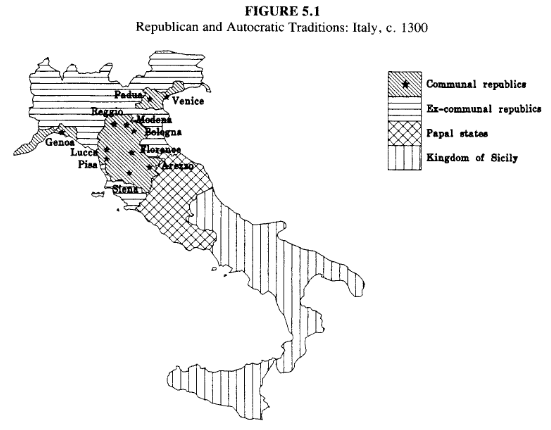 FIGURE 5.1
Republican and Autocratic Traditions: Italy, c. 1300
Communal republics
Ex-communal republics
Papal states
Kingdom of Sicily
Padua
Venice
Reggio
Modena
Bologna
Genoa
Lucca
Florence
Pisa
Arezzo
Siena